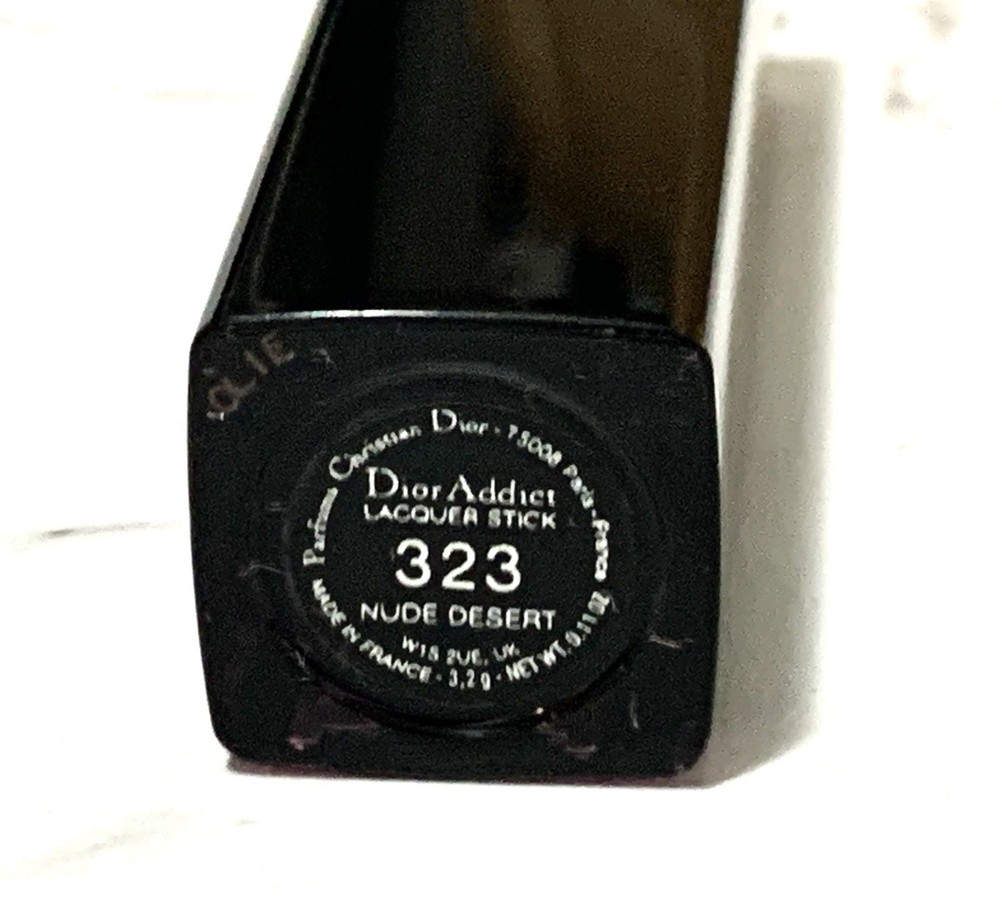 Parfums Christian Dior - 75008 Paris - France
Dior Addict
LACQUER STICK
323
NUDE DESERT
W1S 2UE, UK
MADE IN FRANCE - 3,2 g - NET WT. 0.11 OZ